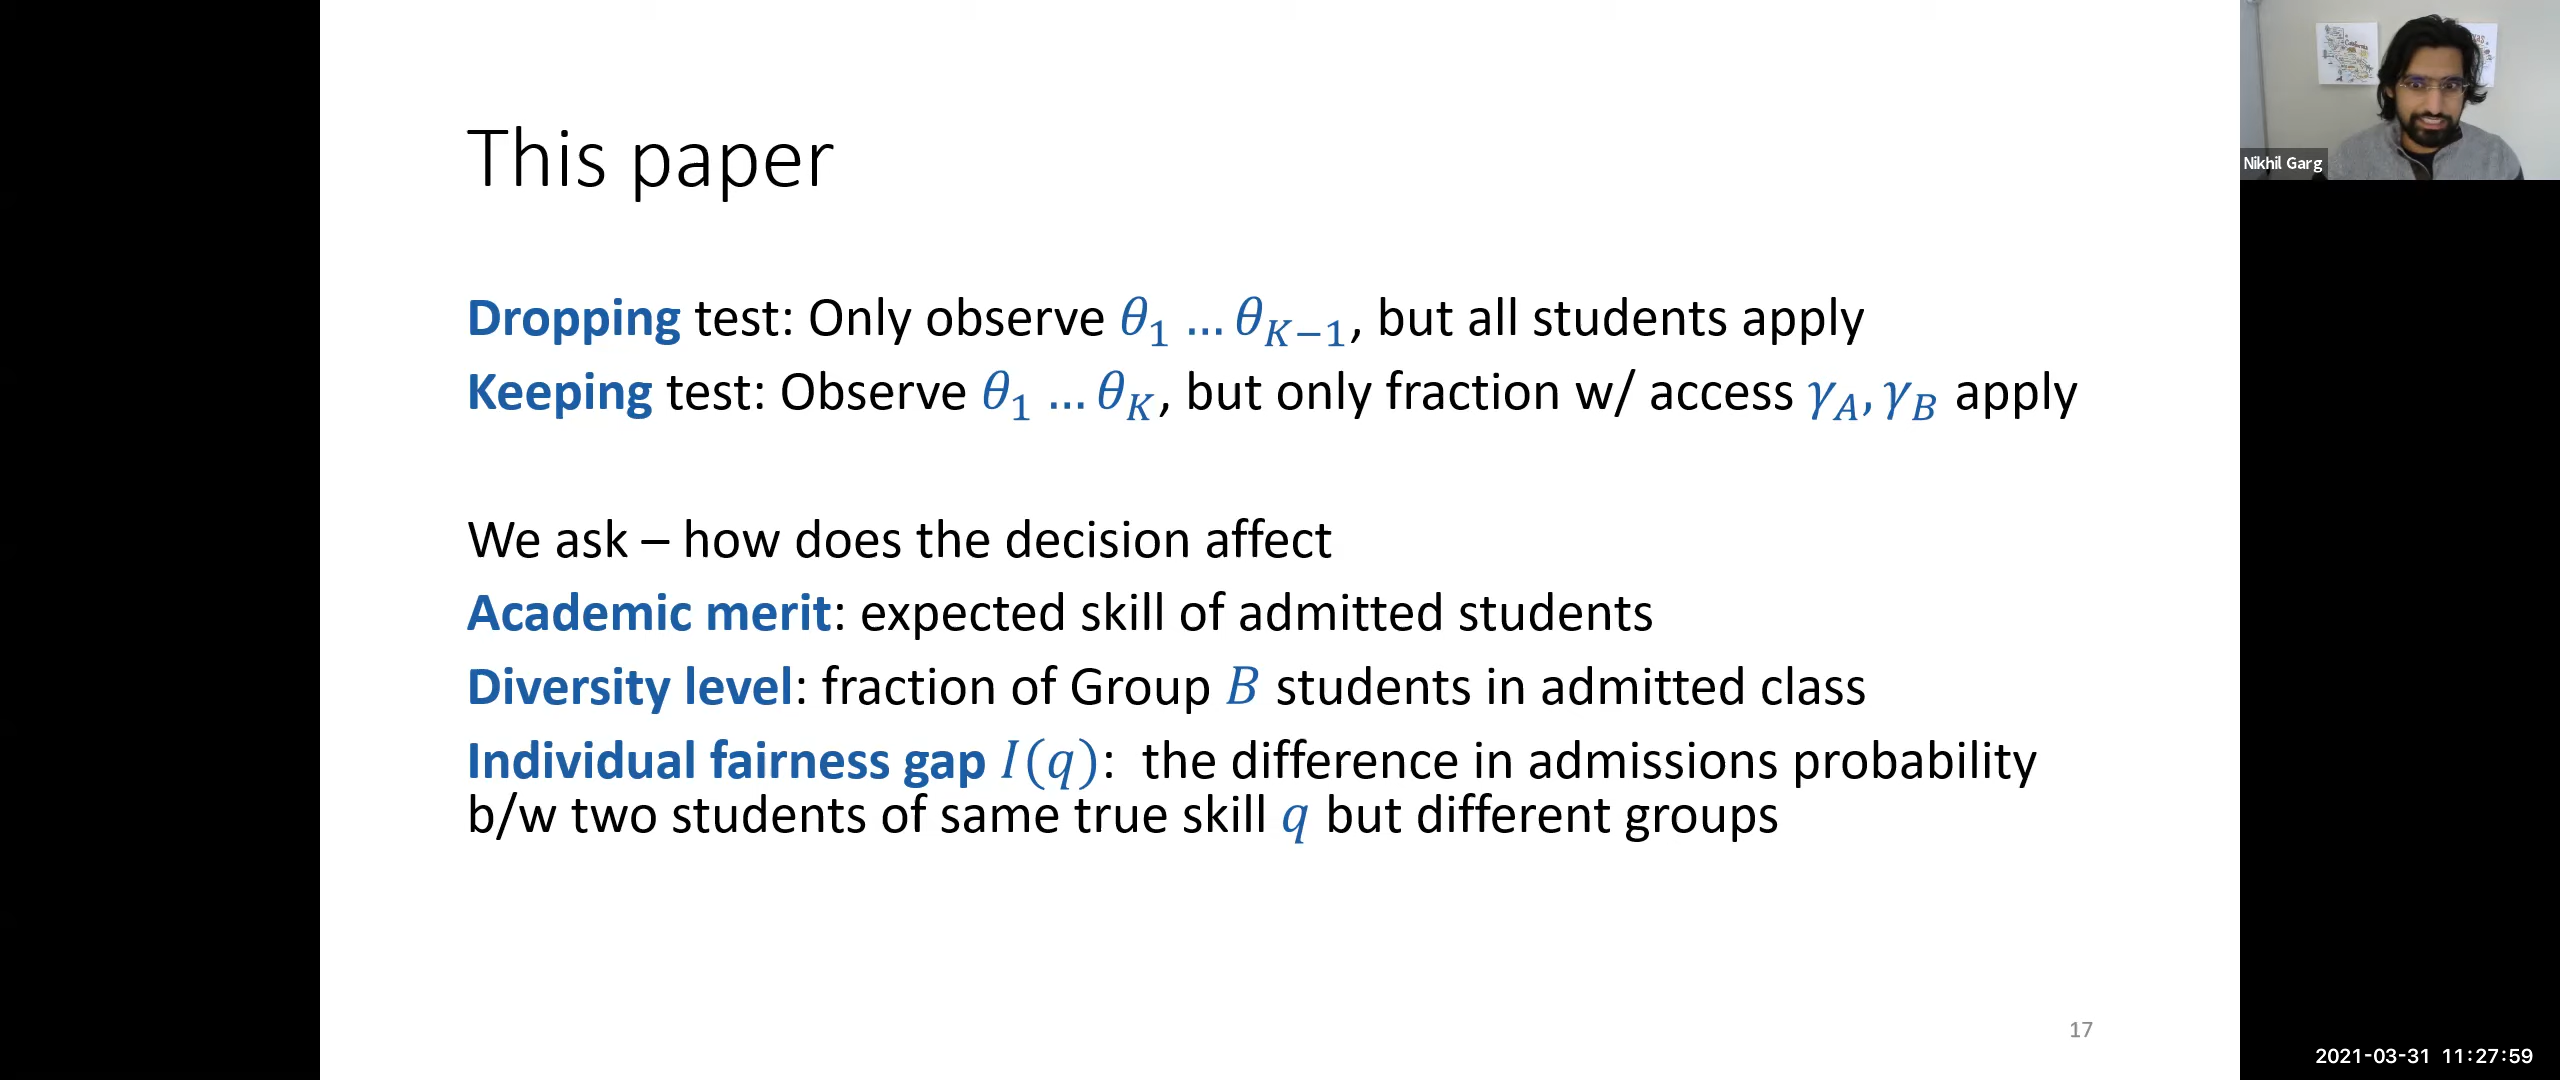 This paper
Nikhil Garg
Dropping test: Only observe θ₁ … θ_{K−1}, but all students apply
Keeping test: Observe θ₁ … θ_K, but only fraction w/ access γ_A, γ_B apply
We ask – how does the decision affect
Academic merit: expected skill of admitted students
Diversity level: fraction of Group B students in admitted class
Individual fairness gap I(q): the difference in admissions probability
b/w two students of same true skill q but different groups
17
2021-03-31 11:27:59